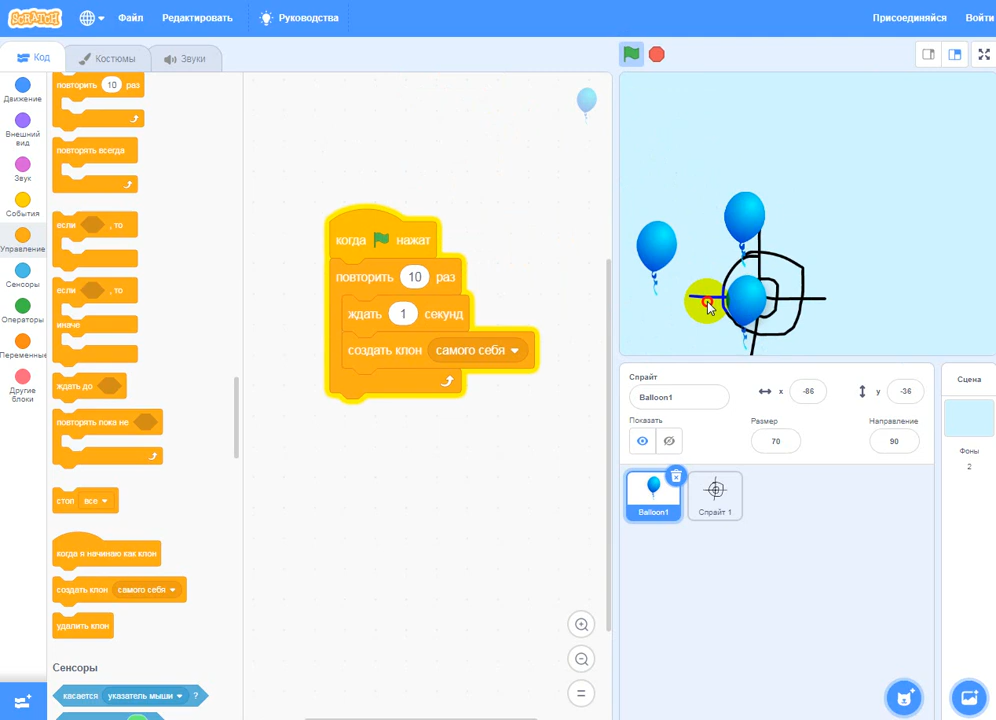 SCRATCH Файл Редактировать Руководства Присоединяйся Войти
Код Костюмы Звуки
Движение
Внешний
вид
Звук
События
Управление
Сенсоры
Операторы
Переменные
Другие
блоки
повторить 10 раз
повторять всегда
если , то
если , то
иначе
ждать до
повторять пока не
стоп все
когда я начинаю как клон
создать клон самого себя
удалить клон
Сенсоры
касается указатель мыши ?
когда нажат
повторить 10 раз
ждать 1 секунд
создать клон самого себя
Спрайт
Balloon1 x -86 y -36
Показать Размер Направление
70 90
Balloon1 Спрайт 1
Сцена
Фоны
2